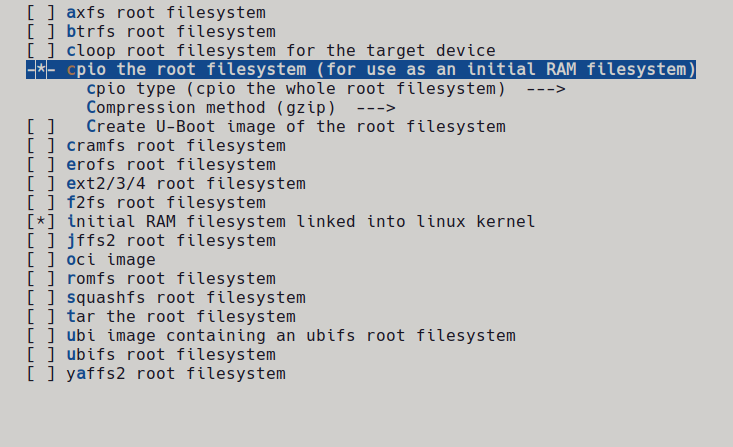 [ ] axfs root filesystem
[ ] btrfs root filesystem
[ ] cloop root filesystem for the target device
-*- cpio the root filesystem (for use as an initial RAM filesystem)
      cpio type (cpio the whole root filesystem)  --->
      Compression method (gzip)  --->
[ ]   Create U-Boot image of the root filesystem
[ ] cramfs root filesystem
[ ] erofs root filesystem
[ ] ext2/3/4 root filesystem
[ ] f2fs root filesystem
[*] initial RAM filesystem linked into linux kernel
[ ] jffs2 root filesystem
[ ] oci image
[ ] romfs root filesystem
[ ] squashfs root filesystem
[ ] tar the root filesystem
[ ] ubi image containing an ubifs root filesystem
[ ] ubifs root filesystem
[ ] yaffs2 root filesystem